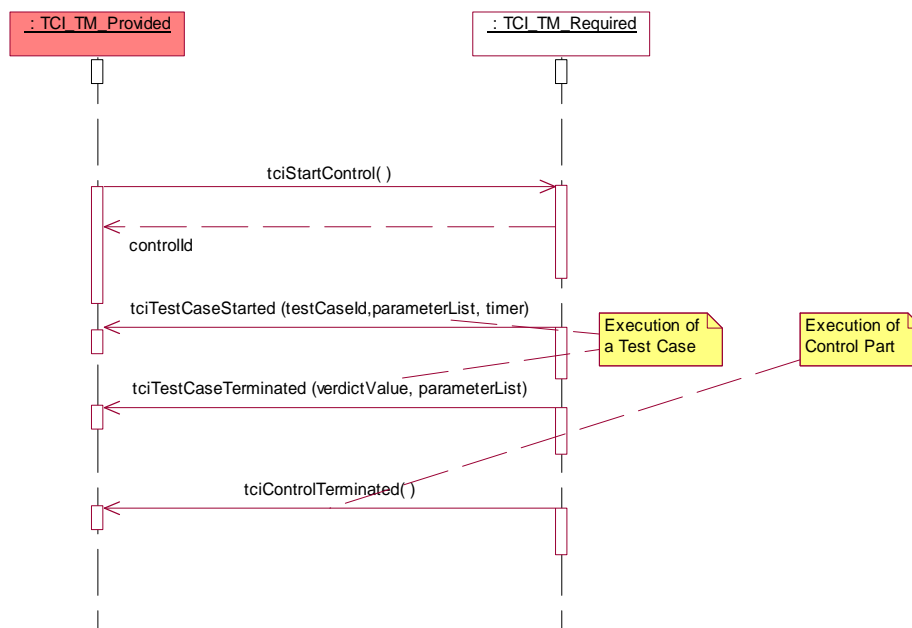 : TCI_TM_Provided
: TCI_TM_Required
tciStartControl( )
controlId
tciTestCaseStarted (testCaseId,parameterList, timer)
Execution of
a Test Case
Execution of
Control Part
tciTestCaseTerminated (verdictValue, parameterList)
tciControlTerminated( )